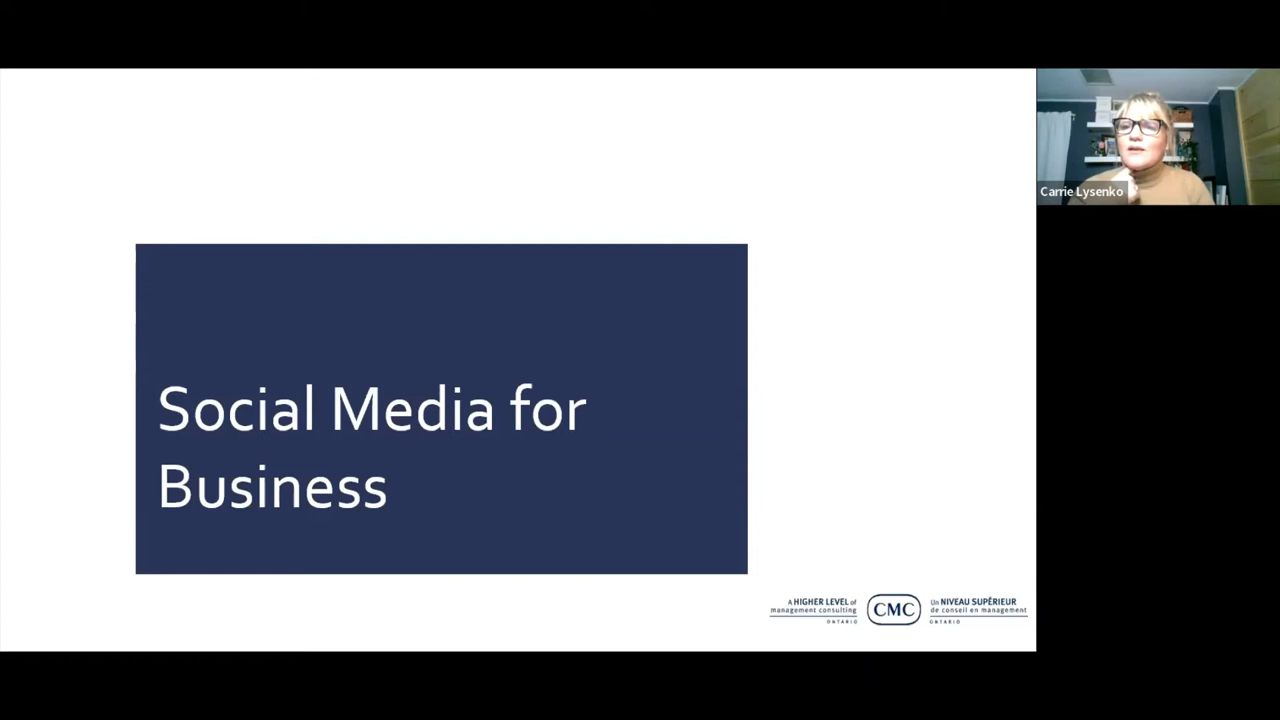 Carrie Lysenko
Social Media for
Business
A HIGHER LEVEL of
management consulting
ONTARIO
CMC
Un NIVEAU SUPÉRIEUR
de conseil en management
ONTARIO